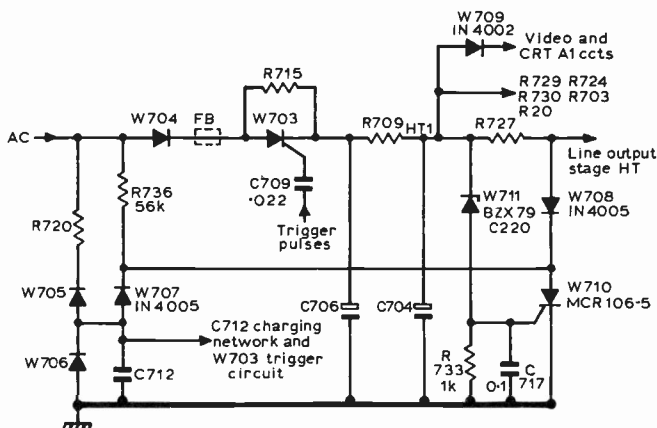 W709
IN 4002
Video and
CRT A1 ccts
R715
R729 R724
R730 R703
R20
W704
FB
W703
R709
HT1
R727
AC
Line output
stage HT
R736
56k
C709
·022
W711
BZX79
C220
W708
IN4005
R720
Trigger
pulses
W705
W707
IN4005
C706
C704
W710
MCR106-5
C712 charging
network and
W703 trigger
circuit
W706
C712
R
733
1k
C
717
0·1